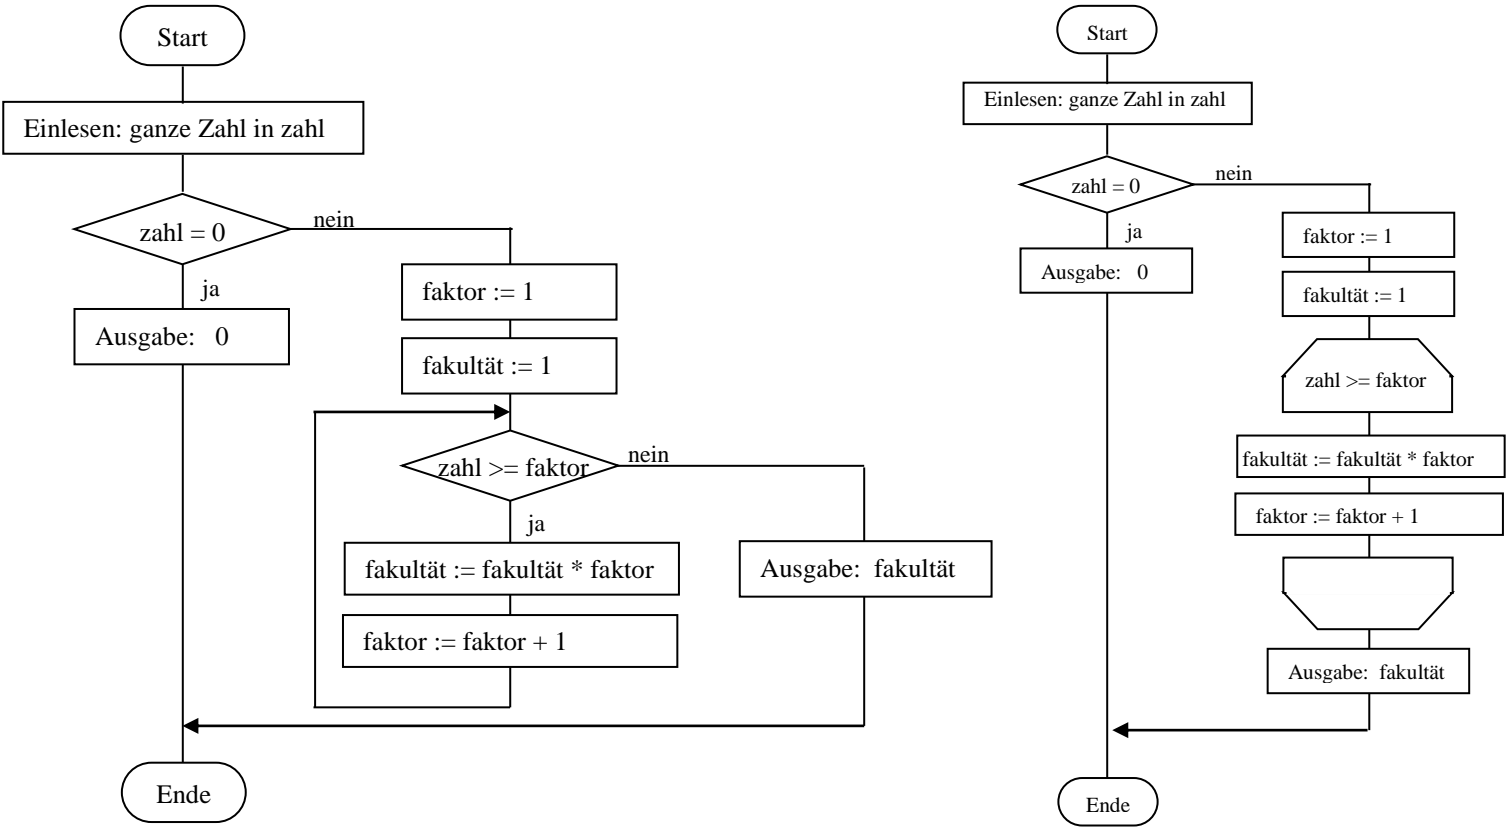 Start
Einlesen: ganze Zahl in zahl
zahl = 0
nein
ja
Ausgabe: 0
faktor := 1
fakultät := 1
zahl >= faktor
nein
ja
fakultät := fakultät * faktor
Ausgabe: fakultät
faktor := faktor + 1
Ende
Start
Einlesen: ganze Zahl in zahl
zahl = 0
nein
ja
Ausgabe: 0
faktor := 1
fakultät := 1
zahl >= faktor
fakultät := fakultät * faktor
faktor := faktor + 1
Ausgabe: fakultät
Ende